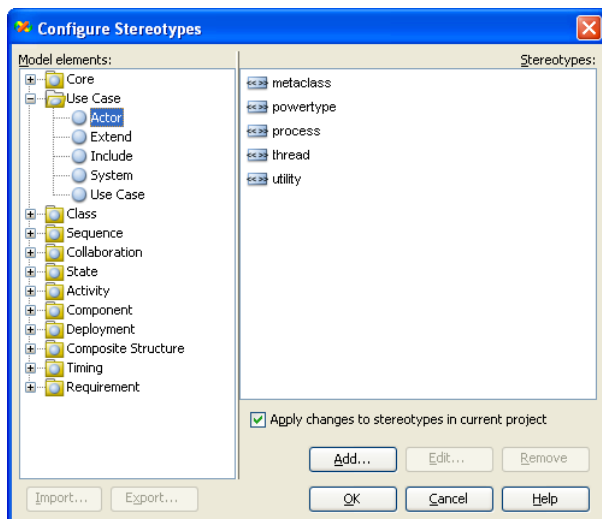 Configure Stereotypes
Model elements:
Core
Use Case
Actor
Extend
Include
System
Use Case
Class
Sequence
Collaboration
State
Activity
Component
Deployment
Composite Structure
Timing
Requirement
Stereotypes:
<<>> metaclass
<<>> powertype
<<>> process
<<>> thread
<<>> utility
Apply changes to stereotypes in current project
Add... Edit... Remove
Import... Export... OK Cancel Help